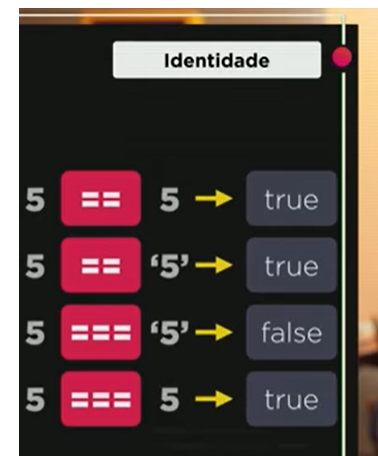 Identidade
5 == 5 → true
5 == ‘5’ → true
5 === ‘5’ → false
5 === 5 → true